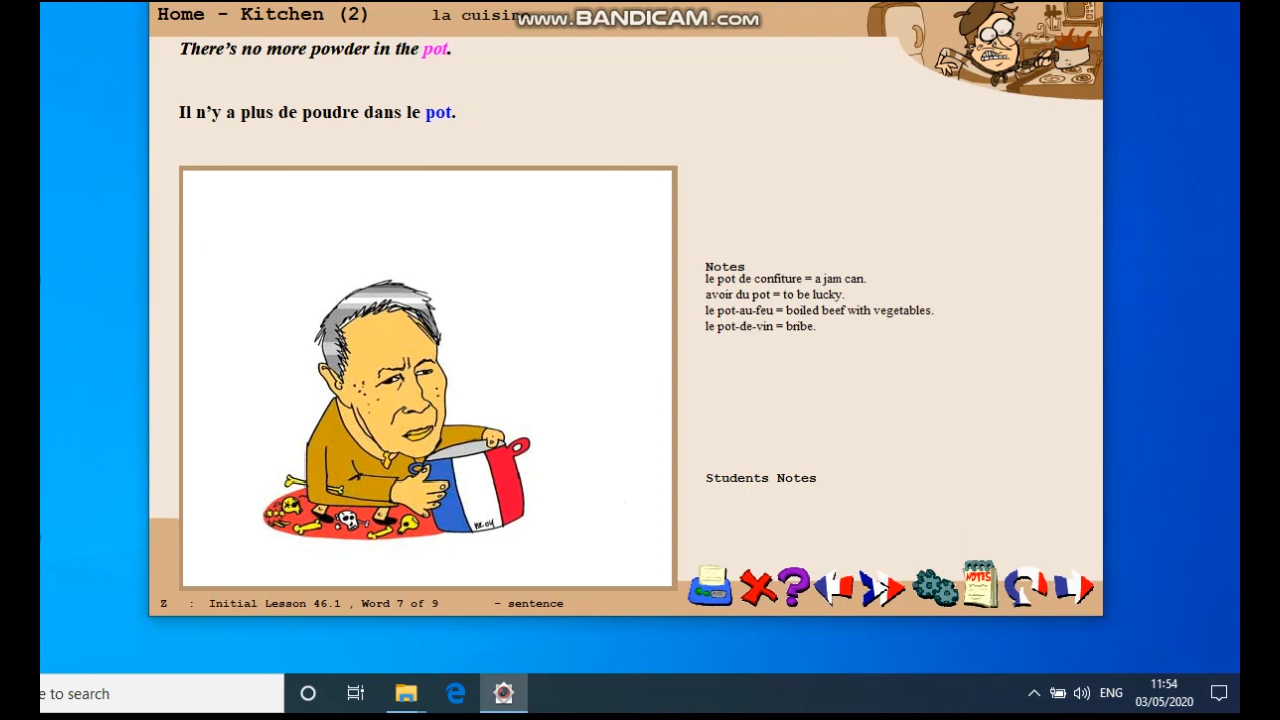 Home - Kitchen (2) la cuisine
www.BANDICAM.com
There's no more powder in the pot.
Il n'y a plus de poudre dans le pot.
Notes
le pot de confiture = a jam can.
avoir du pot = to be lucky.
le pot-au-feu = boiled beef with vegetables.
le pot-de-vin = bribe.
Students Notes
NOTES
Z : Initial Lesson 46.1 , Word 7 of 9 - sentence
e to search
ENG
11:54
03/05/2020